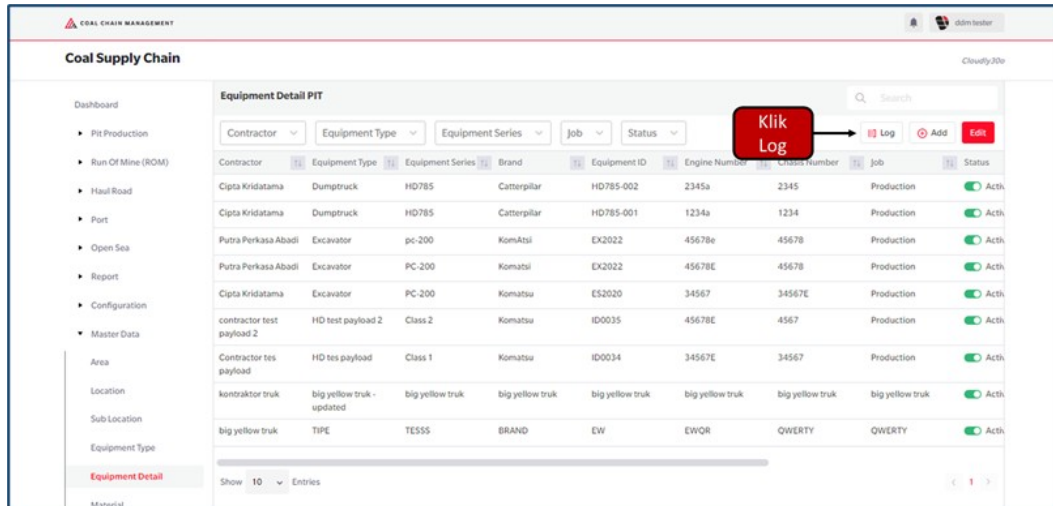 COAL CHAIN MANAGEMENT
ddm tester
Coal Supply Chain
Cloudly30o
Dashboard
Pit Production
Run Of Mine (ROM)
Haul Road
Port
Open Sea
Report
Configuration
Master Data
Area
Location
Sub Location
Equipment Type
Equipment Detail
Material
Equipment Detail PIT
Search
Contractor Equipment Type Equipment Series Job Status
Klik
Log
Log Add Edit
Contractor Equipment Type Equipment Series Brand Equipment ID Engine Number Chasis Number Job Status
Cipta Kridatama Dumptruck HD785 Catterpilar HD785-002 2345a 2345 Production Activ
Cipta Kridatama Dumptruck HD785 Catterpilar HD785-001 1234a 1234 Production Activ
Putra Perkasa Abadi Excavator pc-200 KomAtsi EX2022 45678e 45678 Production Activ
Putra Perkasa Abadi Excavator PC-200 Komatsi EX2022 45678E 45678 Production Activ
Cipta Kridatama Excavator PC-200 Komatsu ES2020 34567 34567E Production Activ
contractor test HD test payload 2 Class 2 Komatsu ID0035 45678E 4567 Production Activ
payload 2
Contractor tes HD tes payload Class 1 Komatsu ID0034 34567E 34567 Production Activ
payload
kontraktor truk big yellow truk - big yellow truk big yellow truk big yellow truk big yellow truk big yellow truk big yellow truk Activ
updated
big yellow truk TIPE TESSS BRAND EW EWQR QWERTY QWERTY Activ
Show 10 Entries
1